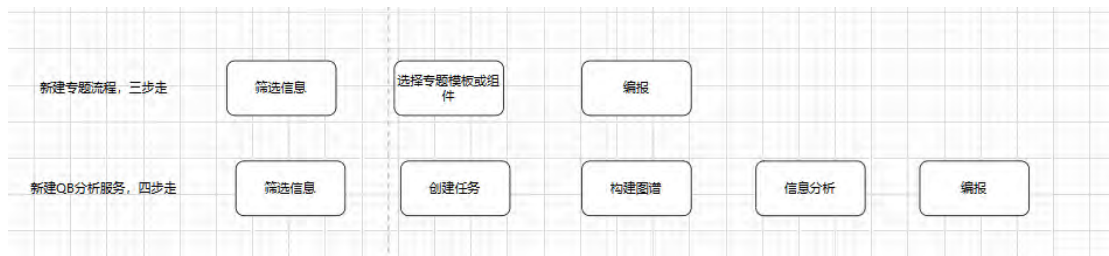 新建专题流程，三步走
筛选信息
选择专题模板或组
件
编报
新建QB分析服务，四步走
筛选信息
创建任务
构建图谱
信息分析
编报